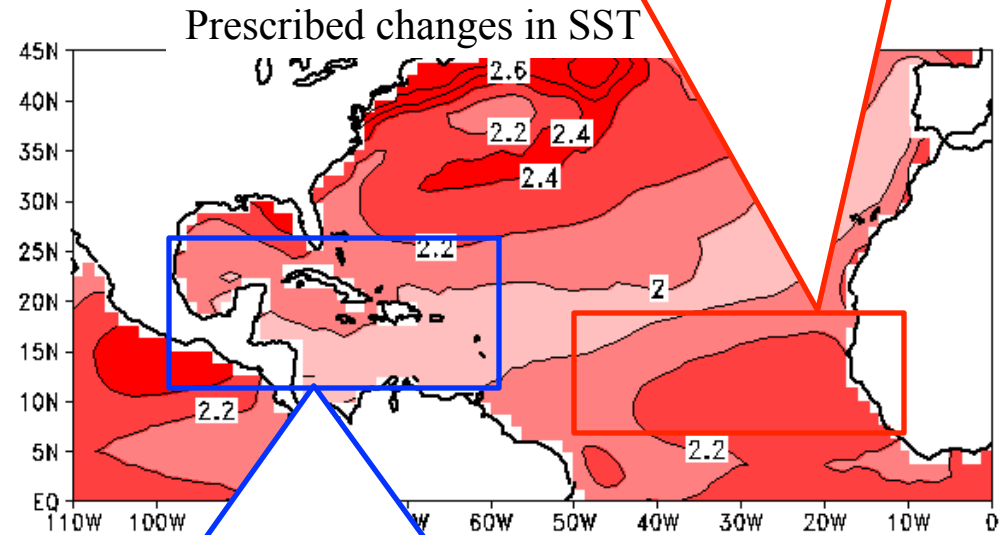 Prescribed changes in SST
45N
2.6
40N
2.2 2.4
35N
2.4
30N
25N
2.2
20N
2
15N
10N
2.2
5N
2.2
EQ
110W 100W W 60W 50W 40W 30W 20W 10W 0